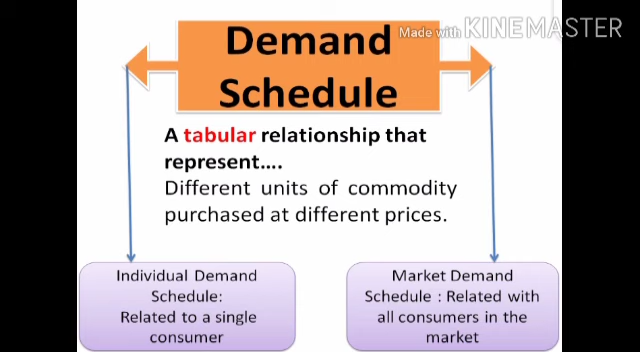 Demand
Made with KINEMASTER
Schedule
A tabular relationship that
represent....
Different units of commodity
purchased at different prices.
Individual Demand
Schedule:
Related to a single
consumer
Market Demand
Schedule : Related with
all consumers in the
market